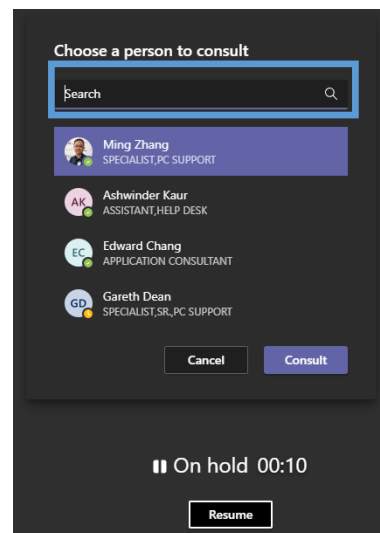 Choose a person to consult
Search
Ming Zhang
SPECIALIST,PC SUPPORT
AK
Ashwinder Kaur
ASSISTANT,HELP DESK
EC
Edward Chang
APPLICATION CONSULTANT
GD
Gareth Dean
SPECIALIST,SR.,PC SUPPORT
Cancel
Consult
On hold 00:10
Resume